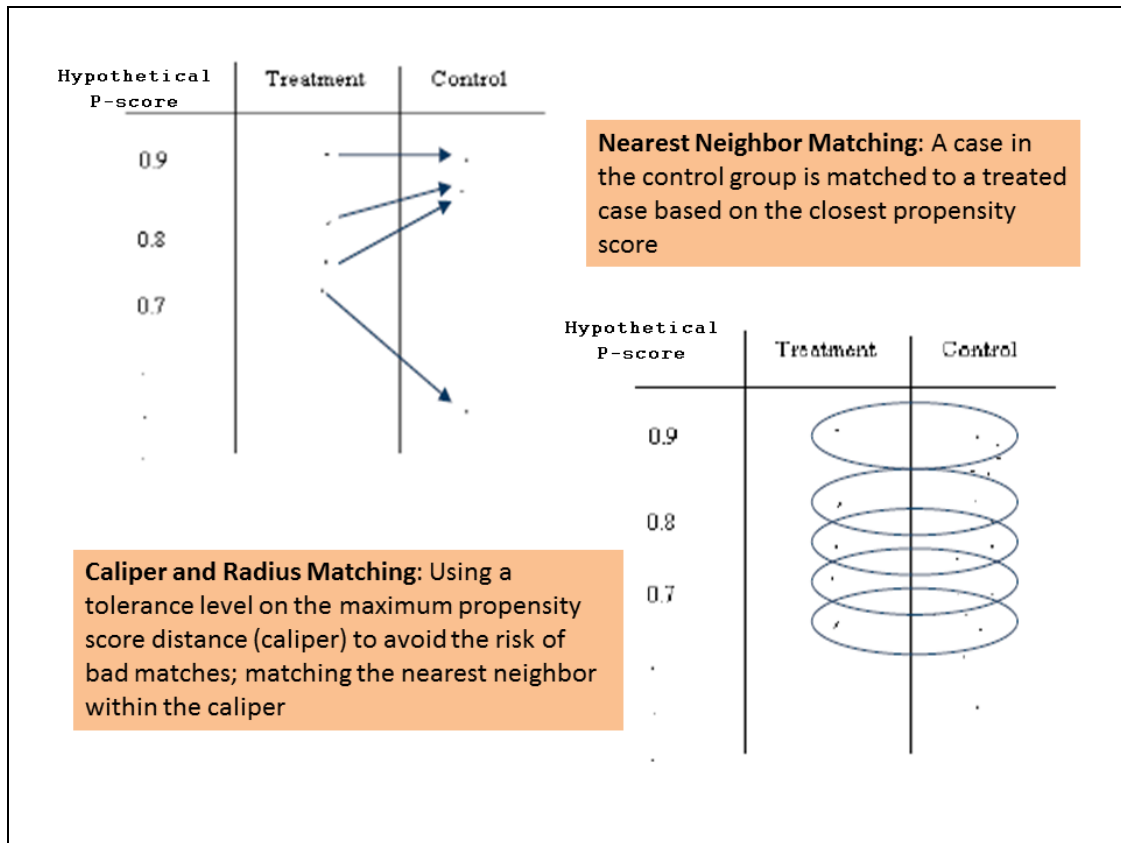 Hypothetical
P-score
Treatment
Control
0.9
0.8
0.7
Nearest Neighbor Matching: A case in
the control group is matched to a treated
case based on the closest propensity
score
Hypothetical
P-score
Treatment
Control
0.9
0.8
0.7
Caliper and Radius Matching: Using a
tolerance level on the maximum propensity
score distance (caliper) to avoid the risk of
bad matches; matching the nearest neighbor
within the caliper